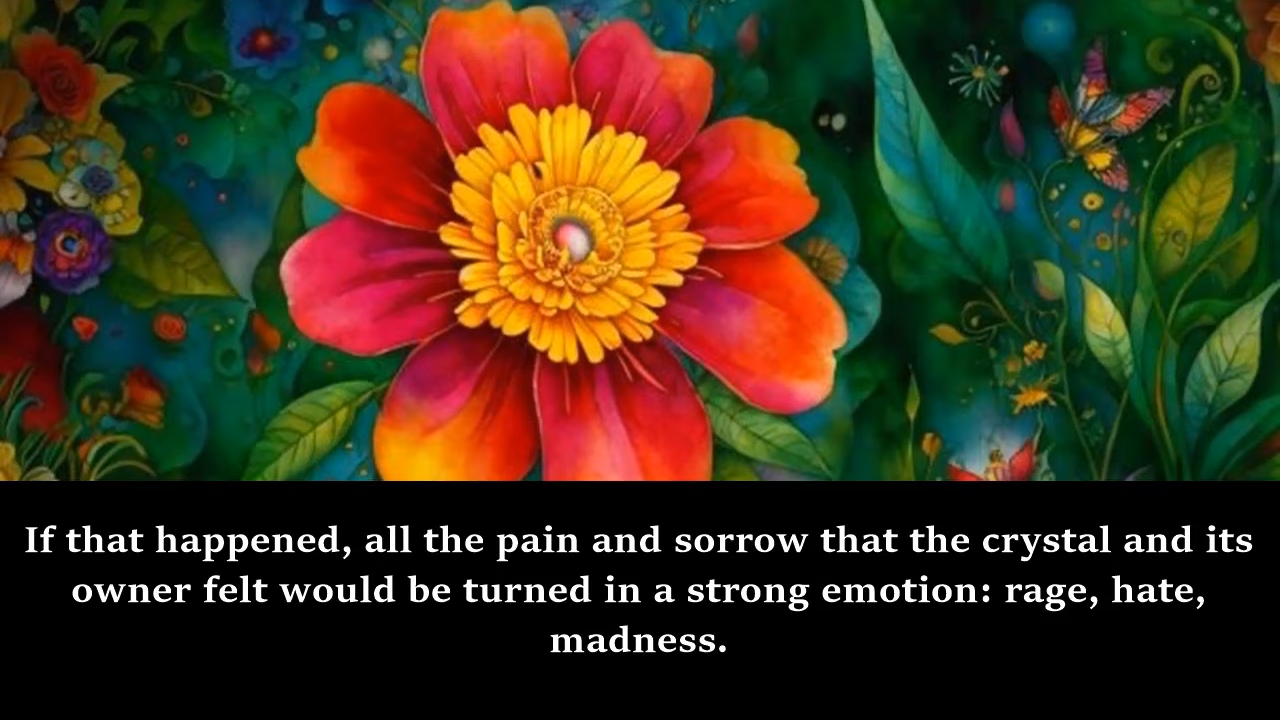 If that happened, all the pain and sorrow that the crystal and its
owner felt would be turned in a strong emotion: rage, hate,
madness.